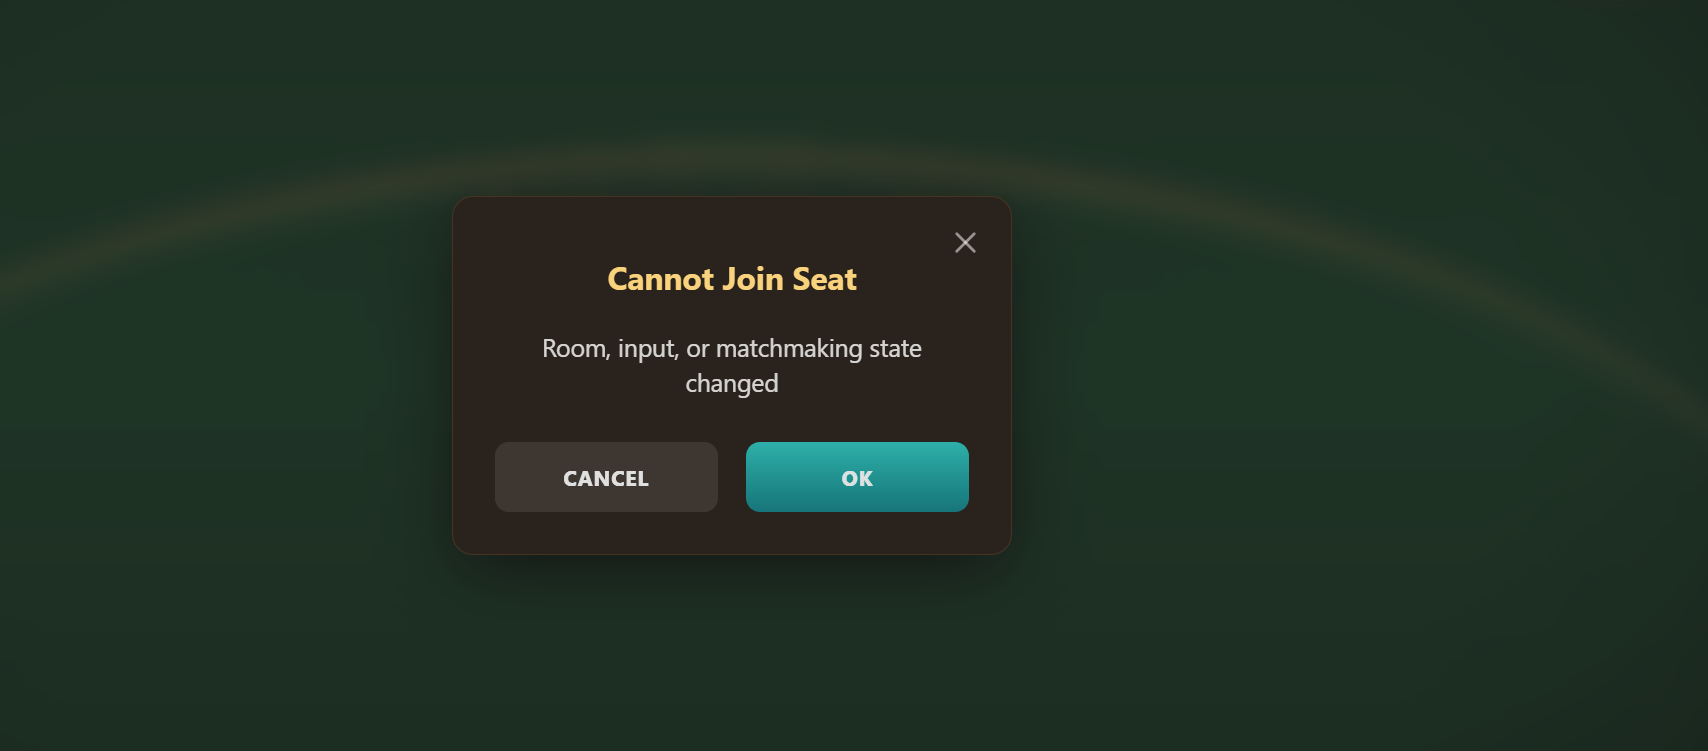 Cannot Join Seat
Room, input, or matchmaking state
changed
CANCEL
OK